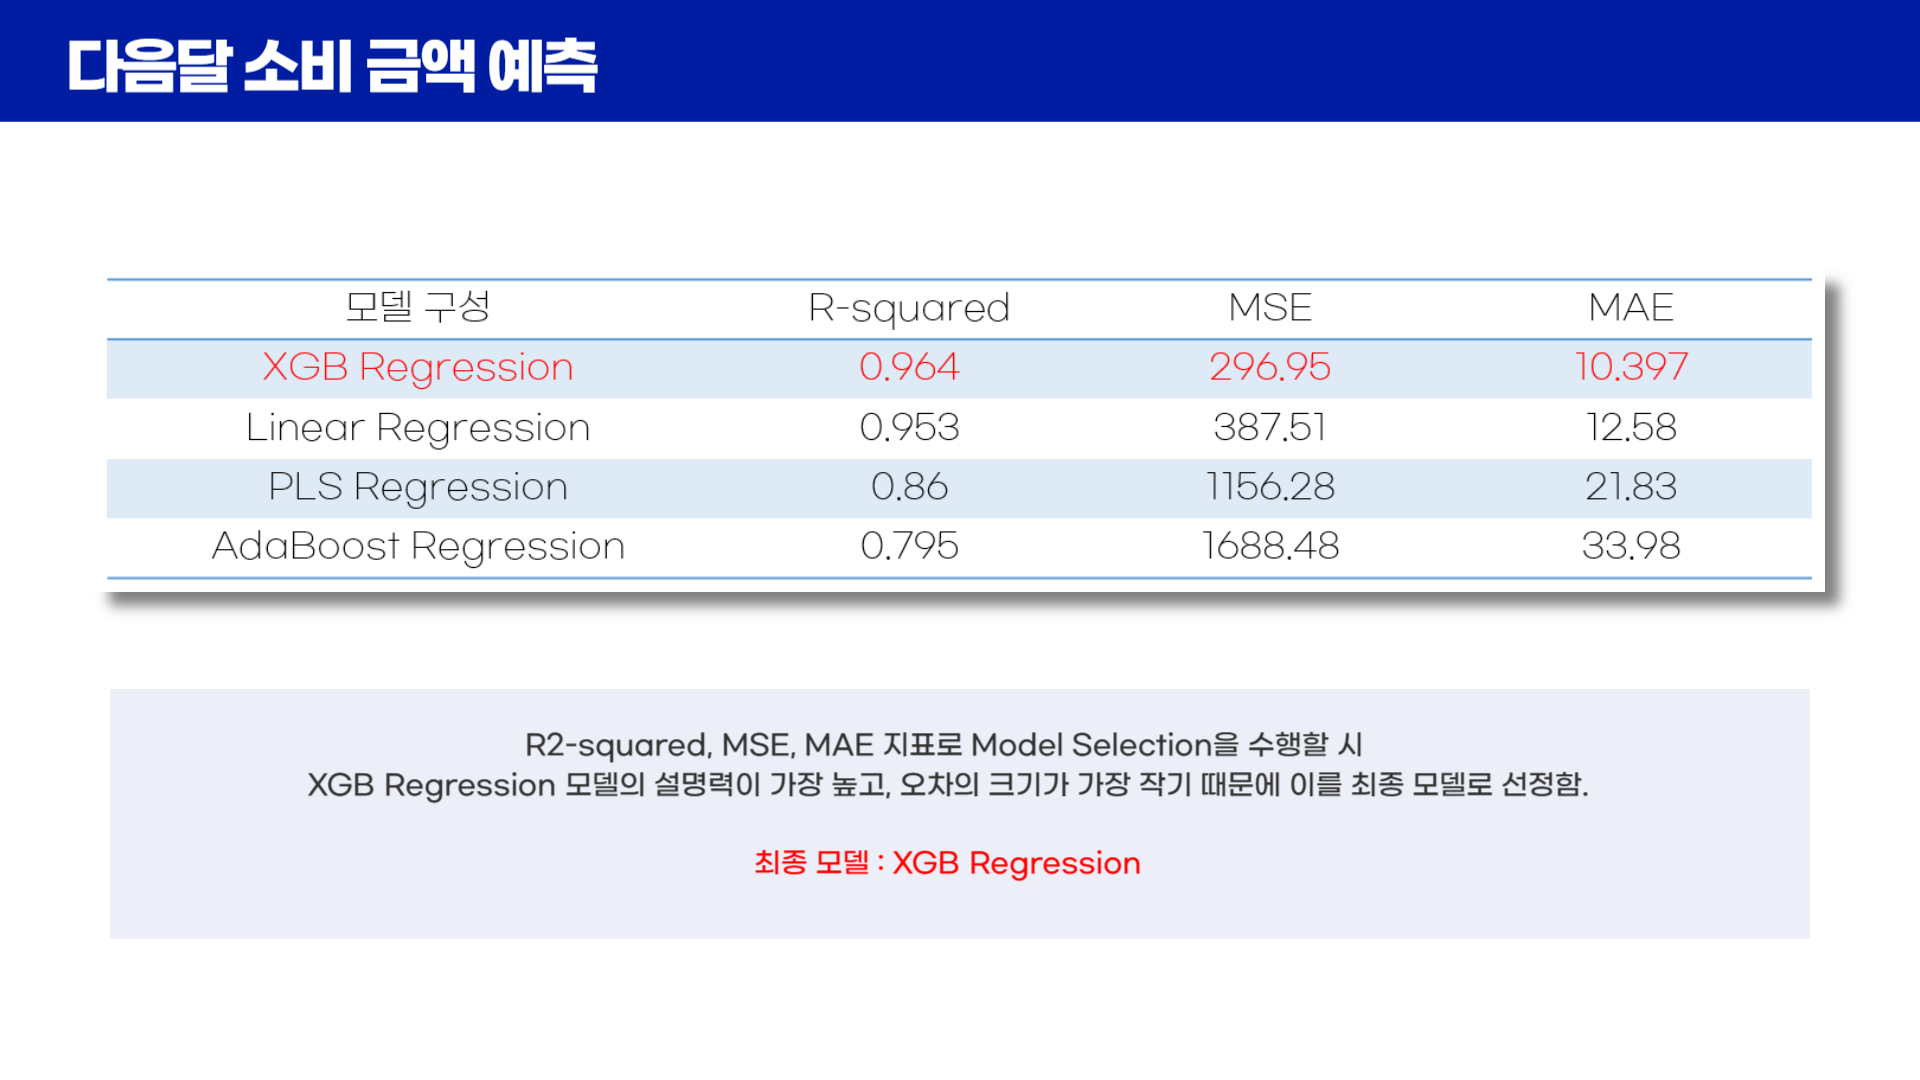 다음달 소비 금액 예측
모델 구성 R-squared MSE MAE
XGB Regression 0.964 296.95 10.397
Linear Regression 0.953 387.51 12.58
PLS Regression 0.86 1156.28 21.83
AdaBoost Regression 0.795 1688.48 33.98
R2-squared, MSE, MAE 지표로 Model Selection을 수행할 시
XGB Regression 모델의 설명력이 가장 높고, 오차의 크기가 가장 작기 때문에 이를 최종 모델로 선정함.
최종 모델 : XGB Regression